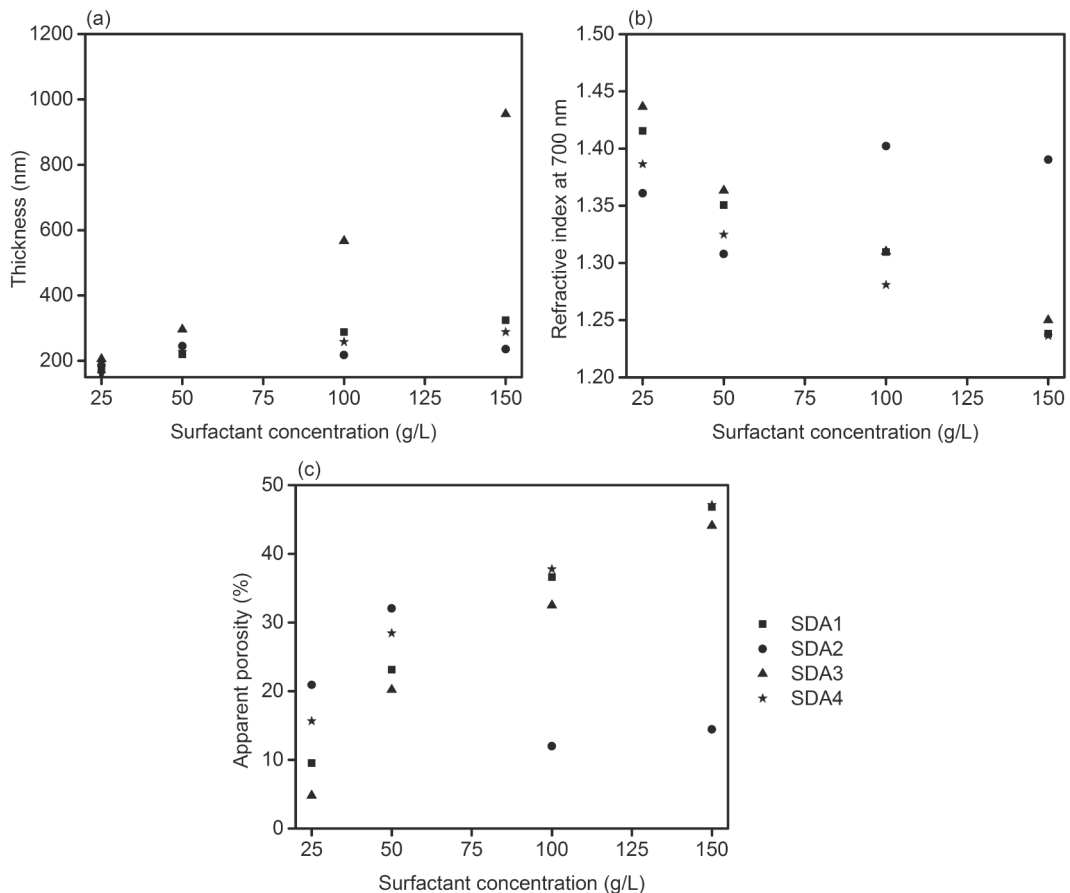 (a)
1200
1000
800
600
400
200
Thickness (nm)
25 50 75 100 125 150
Surfactant concentration (g/L)
(b)
1.50
1.45
1.40
1.35
1.30
1.25
1.20
Refractive index at 700 nm
25 50 75 100 125 150
Surfactant concentration (g/L)
(c)
50
40
30
20
10
0
Apparent porosity (%)
25 50 75 100 125 150
Surfactant concentration (g/L)
SDA1
SDA2
SDA3
SDA4